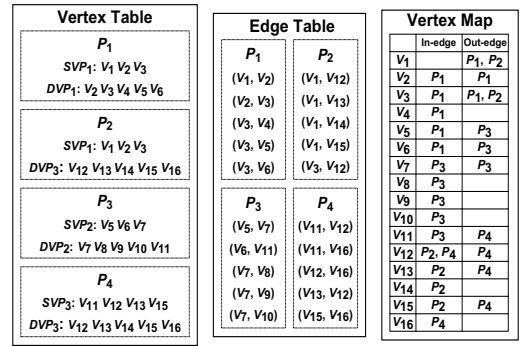 Vertex Table
P1
SVP1: V1 V2 V3
DVP1: V2 V3 V4 V5 V6
P2
SVP1: V1 V2 V3
DVP3: V12 V13 V14 V15 V16
P3
SVP2: V5 V6 V7
DVP2: V7 V8 V9 V10 V11
P4
SVP3: V11 V12 V13 V15
DVP3: V12 V13 V14 V15 V16
Edge Table
P1 P2
(V1, V2) (V1, V12)
(V2, V3) (V1, V13)
(V3, V4) (V1, V14)
(V3, V5) (V1, V15)
(V3, V6) (V3, V12)
P3 P4
(V5, V7) (V11, V12)
(V6, V11) (V11, V16)
(V7, V8) (V12, V16)
(V7, V9) (V13, V12)
(V7, V10) (V15, V16)
Vertex Map
In-edge Out-edge
V1 P1, P2
V2 P1 P1
V3 P1 P1, P2
V4 P1
V5 P1 P3
V6 P1 P3
V7 P3 P3
V8 P3
V9 P3
V10 P3
V11 P3 P4
V12 P2, P4 P4
V13 P2 P4
V14 P2
V15 P2 P4
V16 P4